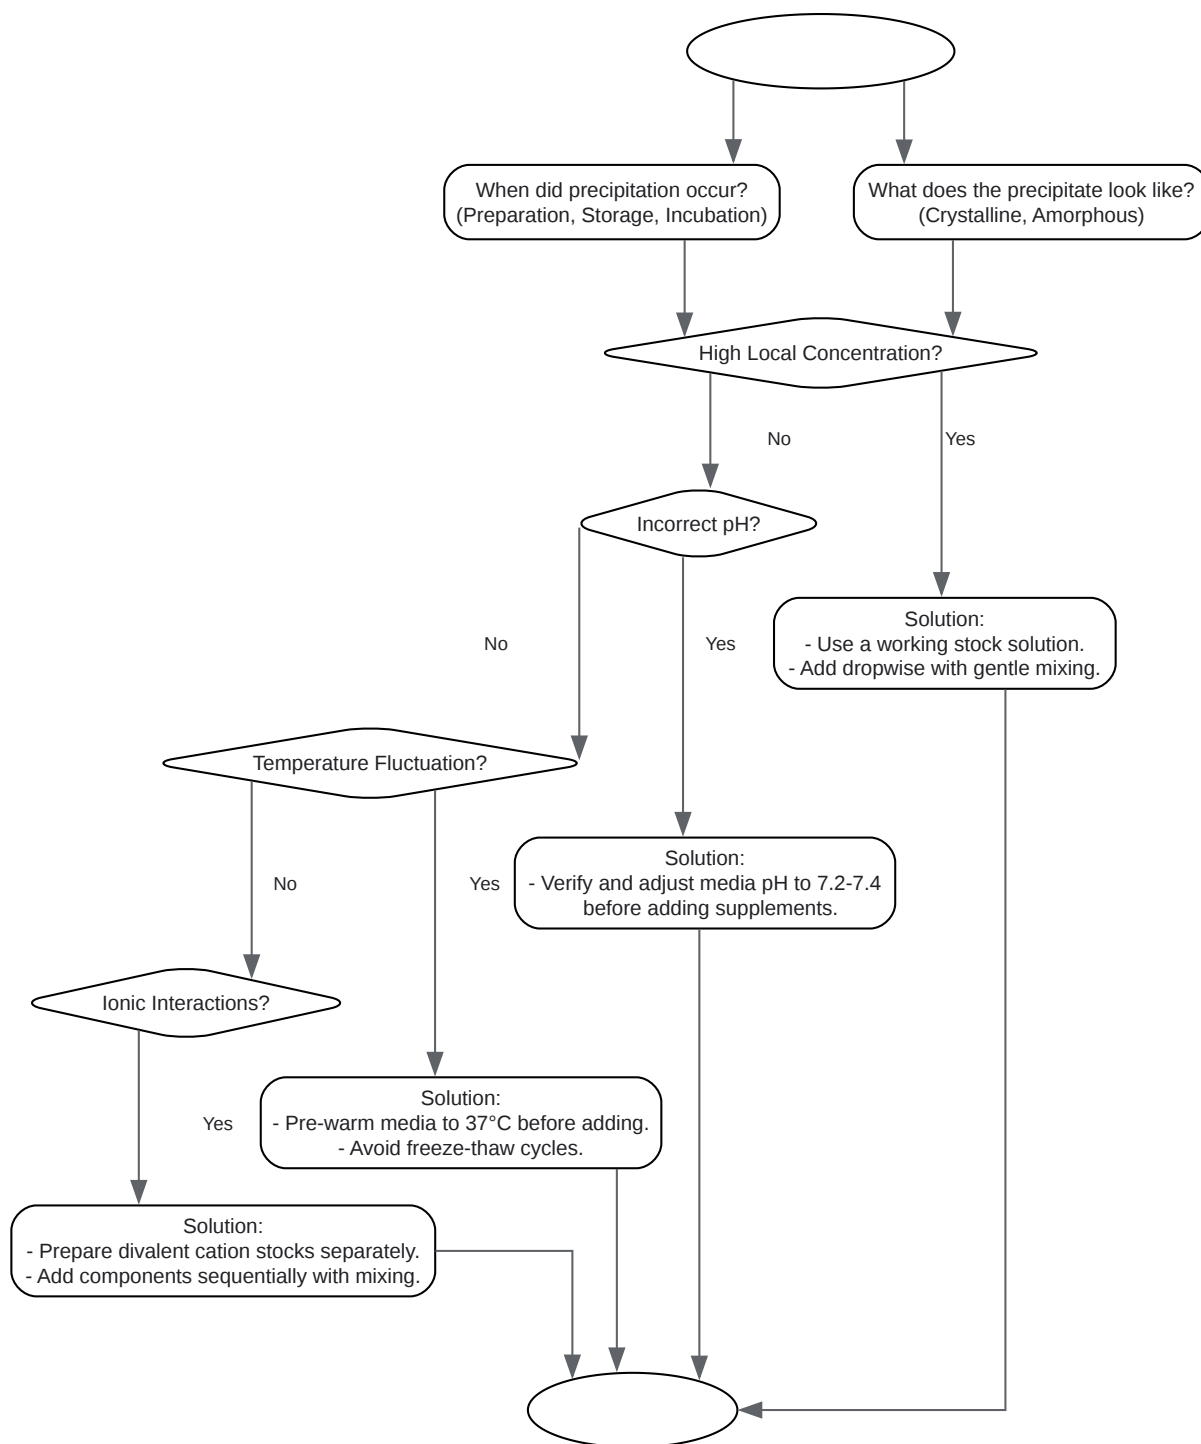 When did precipitation occur?
(Preparation, Storage, Incubation)
What does the precipitate look like?
(Crystalline, Amorphous)
High Local Concentration?
No
Yes
Incorrect pH?
No
Yes
Solution:
- Use a working stock solution.
- Add dropwise with gentle mixing.
Temperature Fluctuation?
No
Yes
Solution:
- Verify and adjust media pH to 7.2-7.4
before adding supplements.
Ionic Interactions?
Yes
Solution:
- Pre-warm media to 37°C before adding.
- Avoid freeze-thaw cycles.
Solution:
- Prepare divalent cation stocks separately.
- Add components sequentially with mixing.